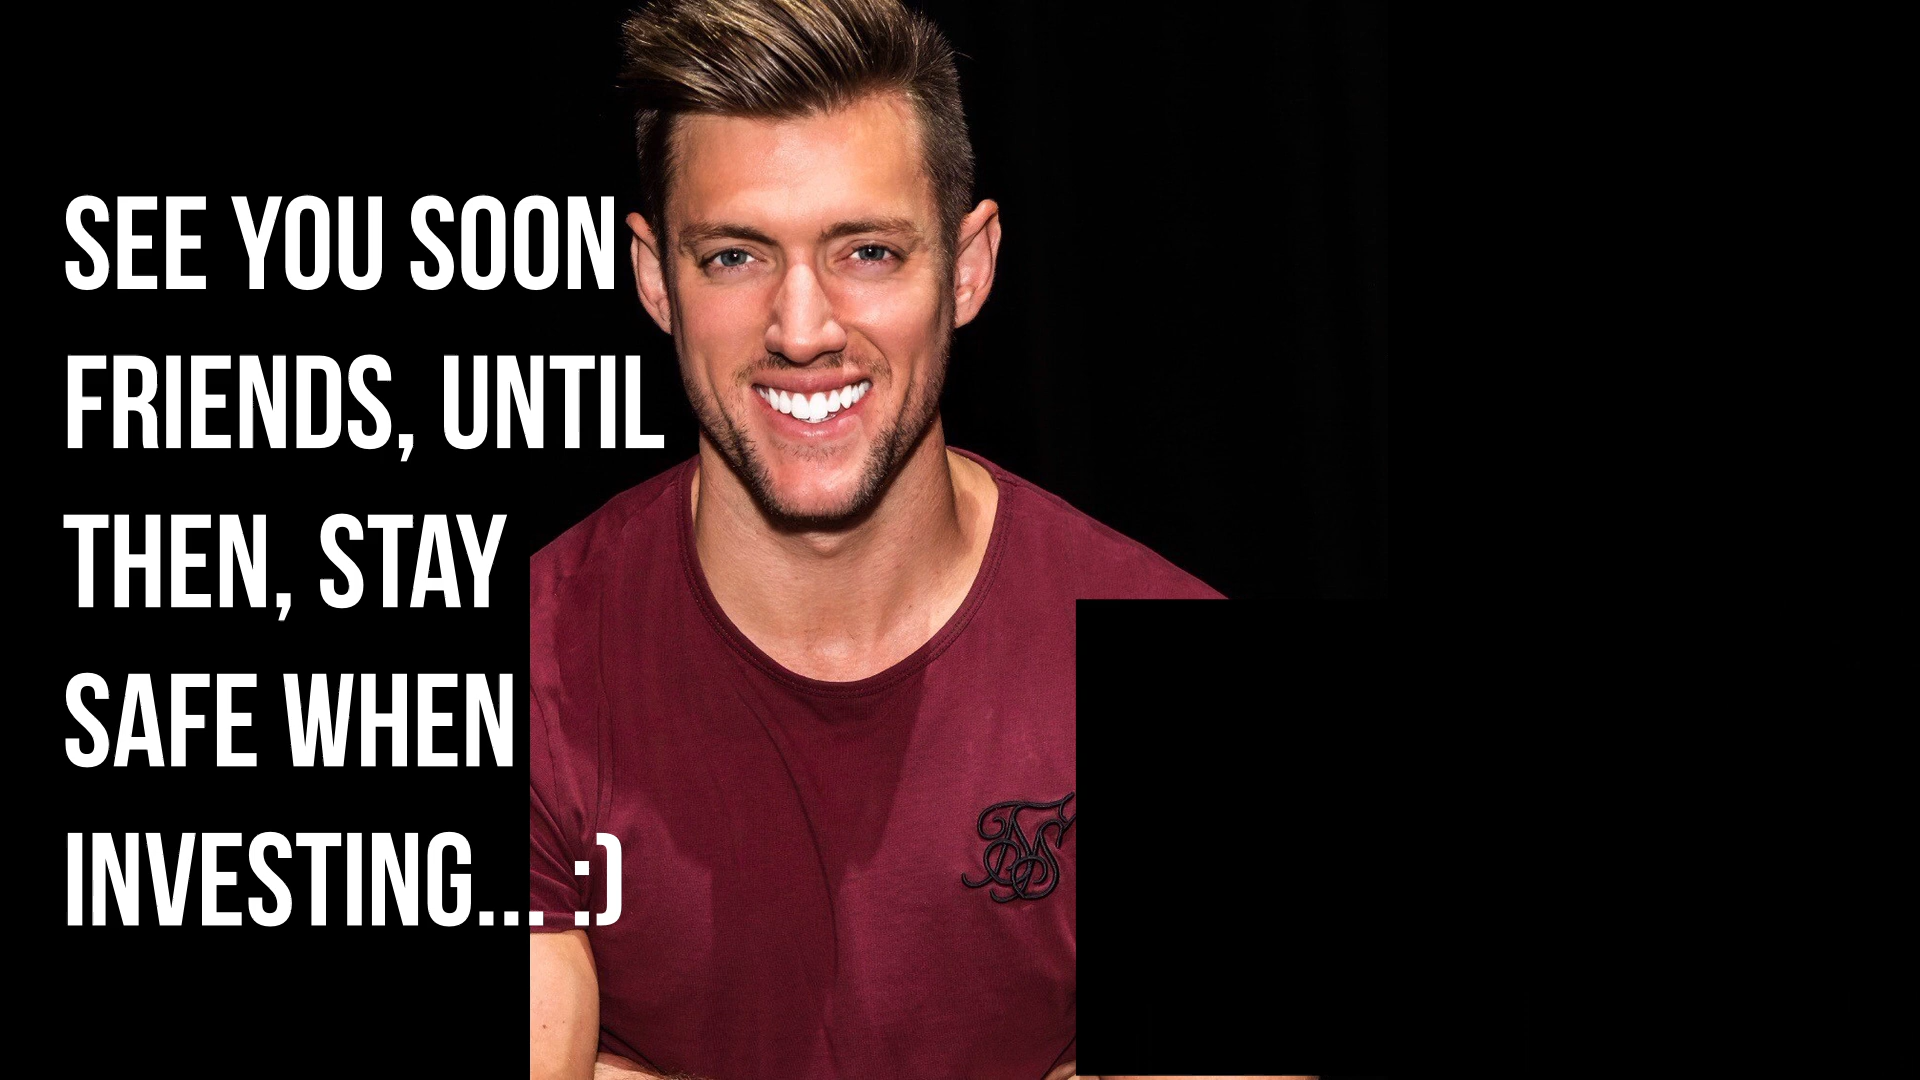 SEE YOU SOON
FRIENDS, UNTIL
THEN, STAY
SAFE WHEN
INVESTING... :)